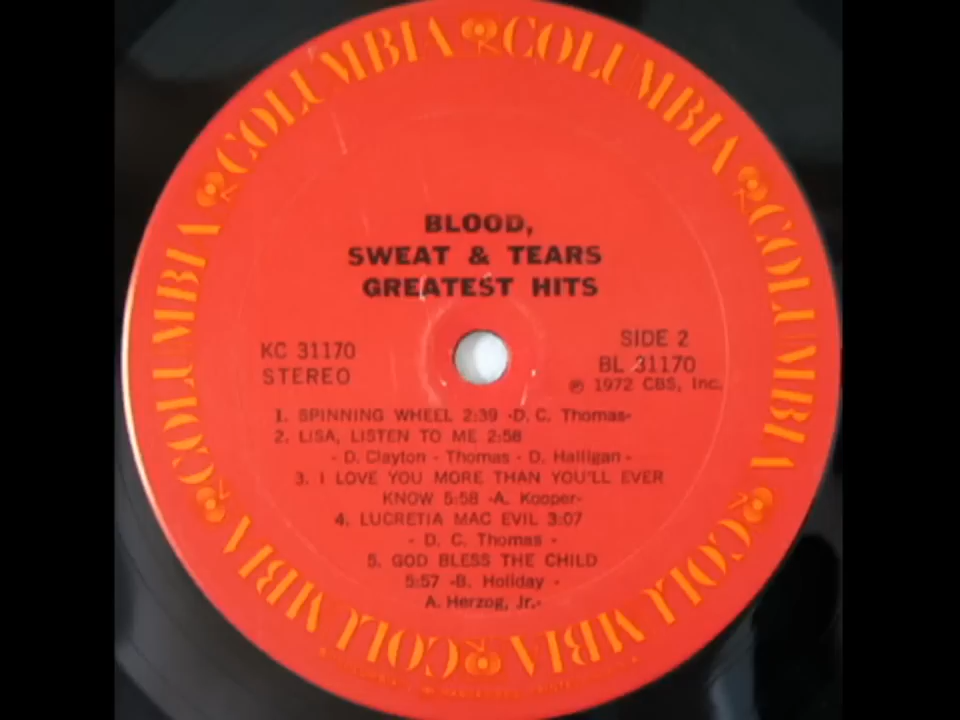 COLUMBIA COLUMBIA COLUMBIA COLUMBIA COLUMBIA COLUMBIA
BLOOD,
SWEAT & TEARS
GREATEST HITS
KC 31170
STEREO
SIDE 2
BL 31170
℗ 1972 CBS, Inc.
1. SPINNING WHEEL 2:39 -D. C. Thomas-
2. LISA, LISTEN TO ME 2:58
- D. Clayton - Thomas - D. Halligan -
3. I LOVE YOU MORE THAN YOU'LL EVER
KNOW 5:58 -A. Kooper-
4. LUCRETIA MAC EVIL 3:07
- D. C. Thomas -
5. GOD BLESS THE CHILD
5:57 -B. Holiday -
A. Herzog, Jr.-